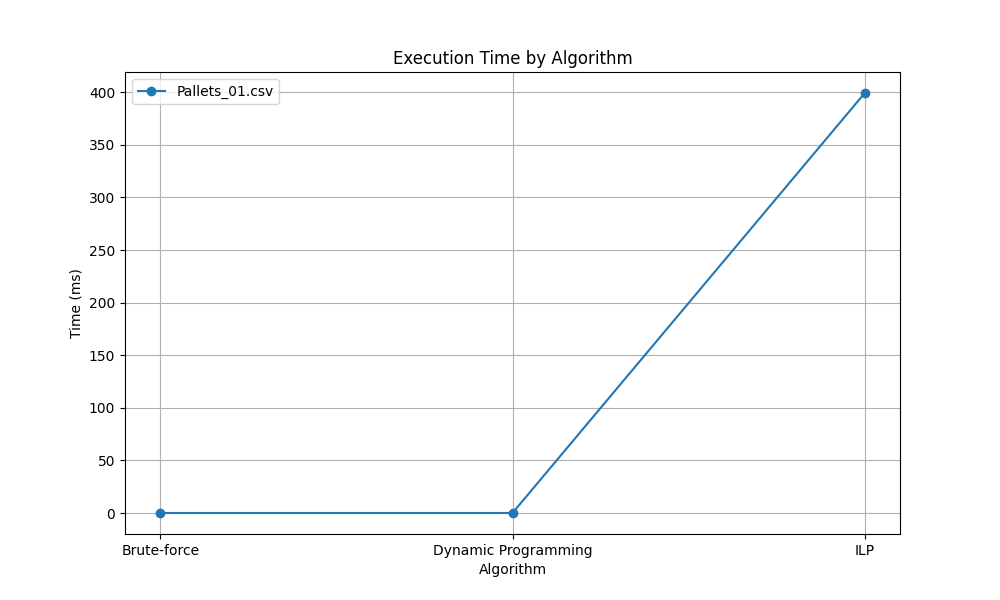 Execution Time by Algorithm
Pallets_01.csv
400
350
300
250
200
150
100
50
0
Time (ms)
Brute-force
Dynamic Programming
ILP
Algorithm